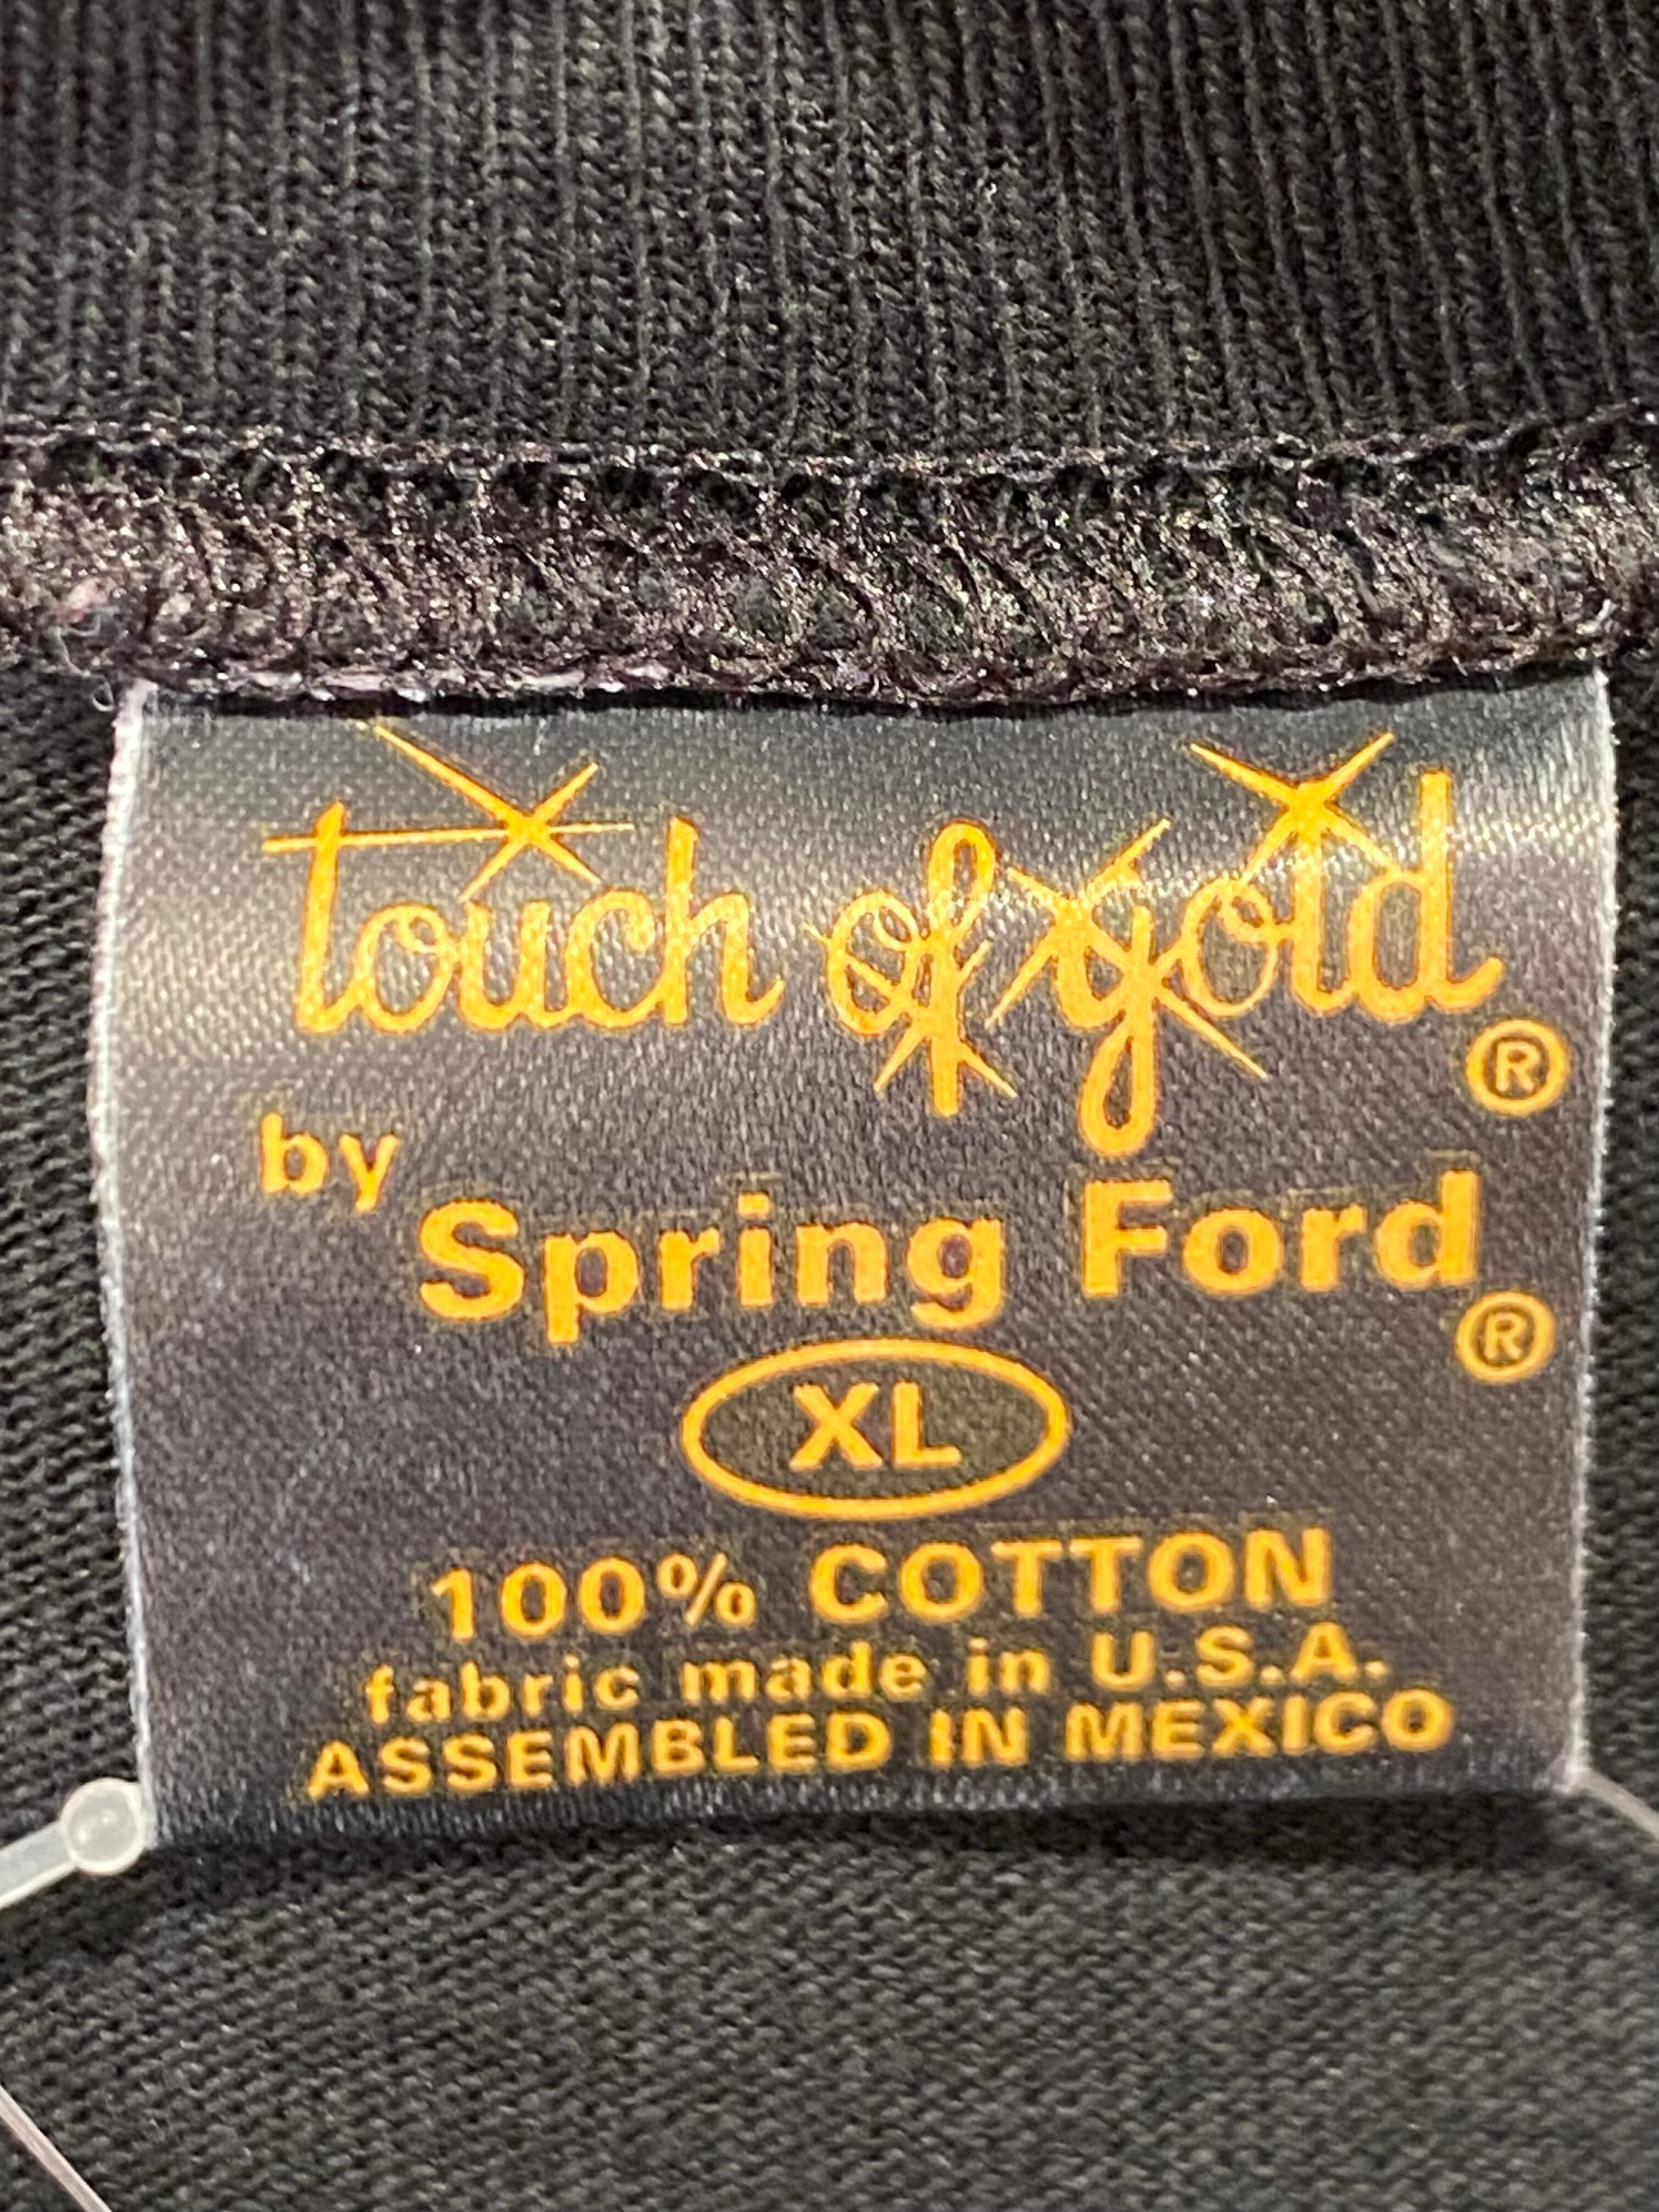 touch of gold®
by
Spring Ford®
XL
100% COTTON
fabric made in U.S.A.
ASSEMBLED IN MEXICO